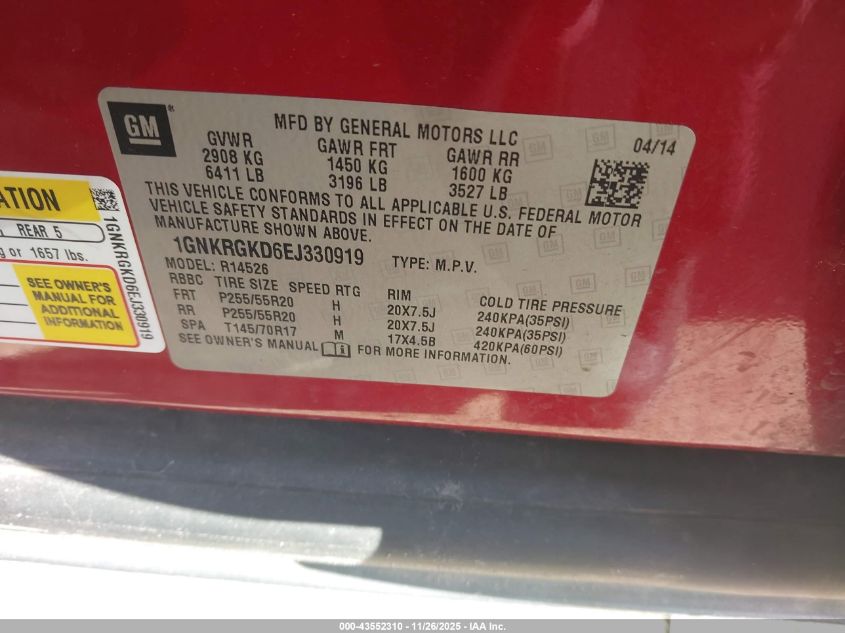 GM ®
MFD BY GENERAL MOTORS LLC
04/14
GVWR GAWR FRT GAWR RR
2908 KG 1450 KG 1600 KG
6411 LB 3196 LB 3527 LB
THIS VEHICLE CONFORMS TO ALL APPLICABLE U.S. FEDERAL MOTOR
VEHICLE SAFETY STANDARDS IN EFFECT ON THE DATE OF
MANUFACTURE SHOWN ABOVE.
1GNKRGKD6EJ330919 TYPE: M.P.V.
MODEL: R14526
RBBC TIRE SIZE SPEED RTG RIM COLD TIRE PRESSURE
FRT P255/55R20 H 20X7.5J 240KPA(35PSI)
RR P255/55R20 H 20X7.5J 240KPA(35PSI)
SPA T145/70R17 M 17X4.5B 420KPA(60PSI)
SEE OWNER'S MANUAL FOR MORE INFORMATION.
REAR 5
or 1657 lbs.
SEE OWNER'S
MANUAL FOR
ADDITIONAL
INFORMATION
1GNKRGKD6EJ330919
000-43552310 - 11/26/2025 - IAA Inc.